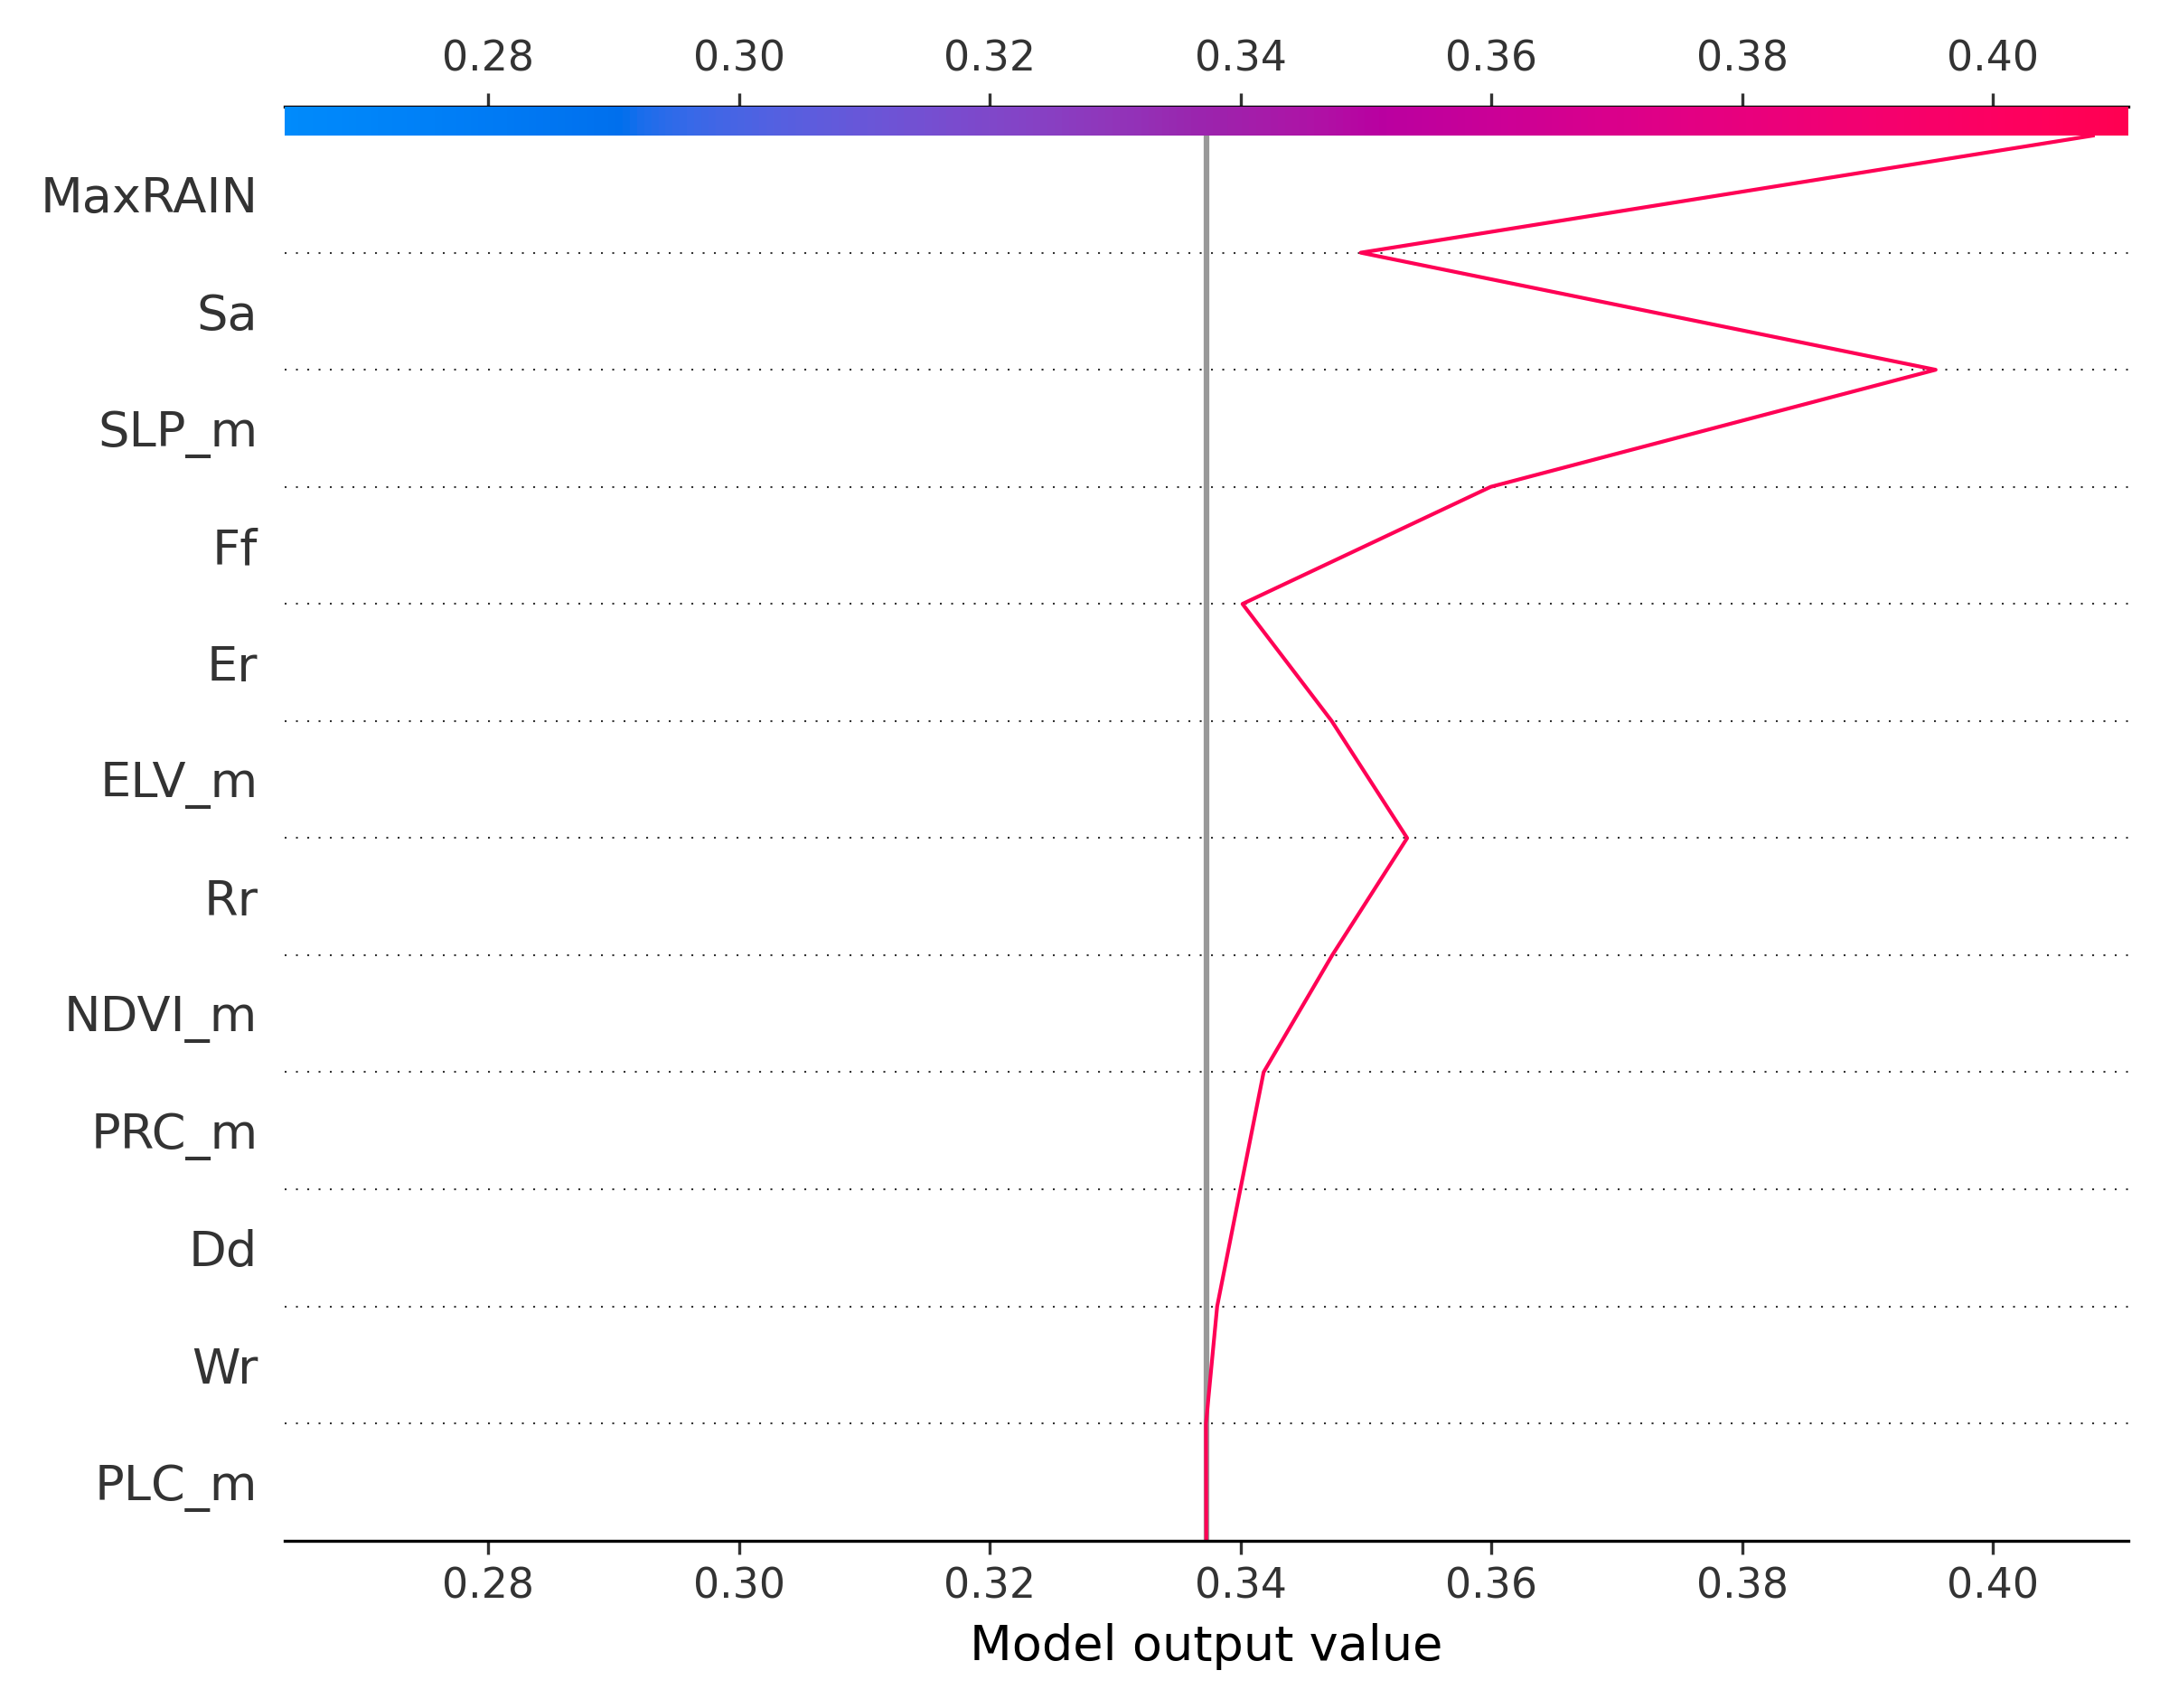 0.28 0.30 0.32 0.34 0.36 0.38 0.40
MaxRAIN
Sa
SLP_m
Ff
Er
ELV_m
Rr
NDVI_m
PRC_m
Dd
Wr
PLC_m
0.28 0.30 0.32 0.34 0.36 0.38 0.40
Model output value